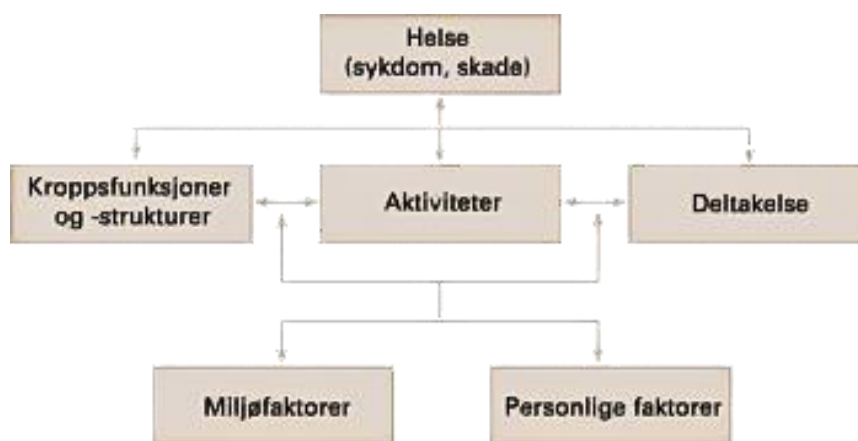 Helse
(sykdom, skade)
Kroppsfunksjoner
og -strukturer
Aktiviteter
Deltakelse
Miljøfaktorer
Personlige faktorer